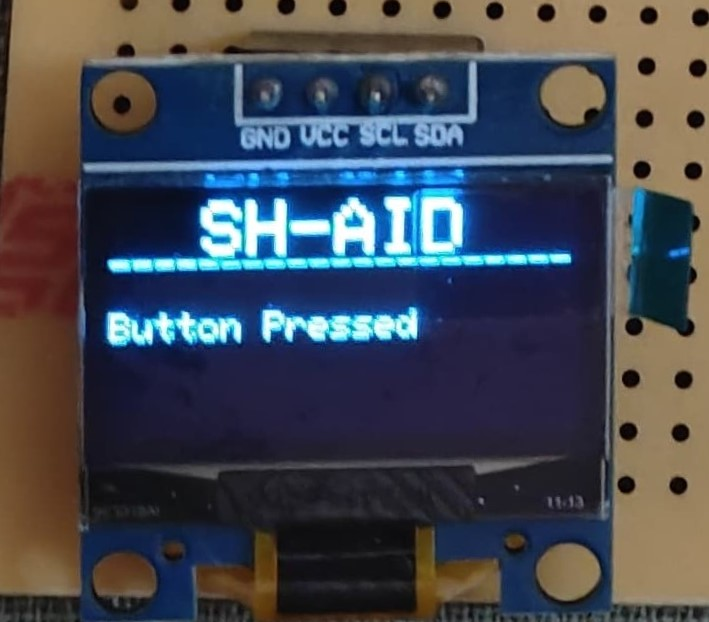 GND VCC SCL SDA
SH-AID
--------------------
Button Pressed